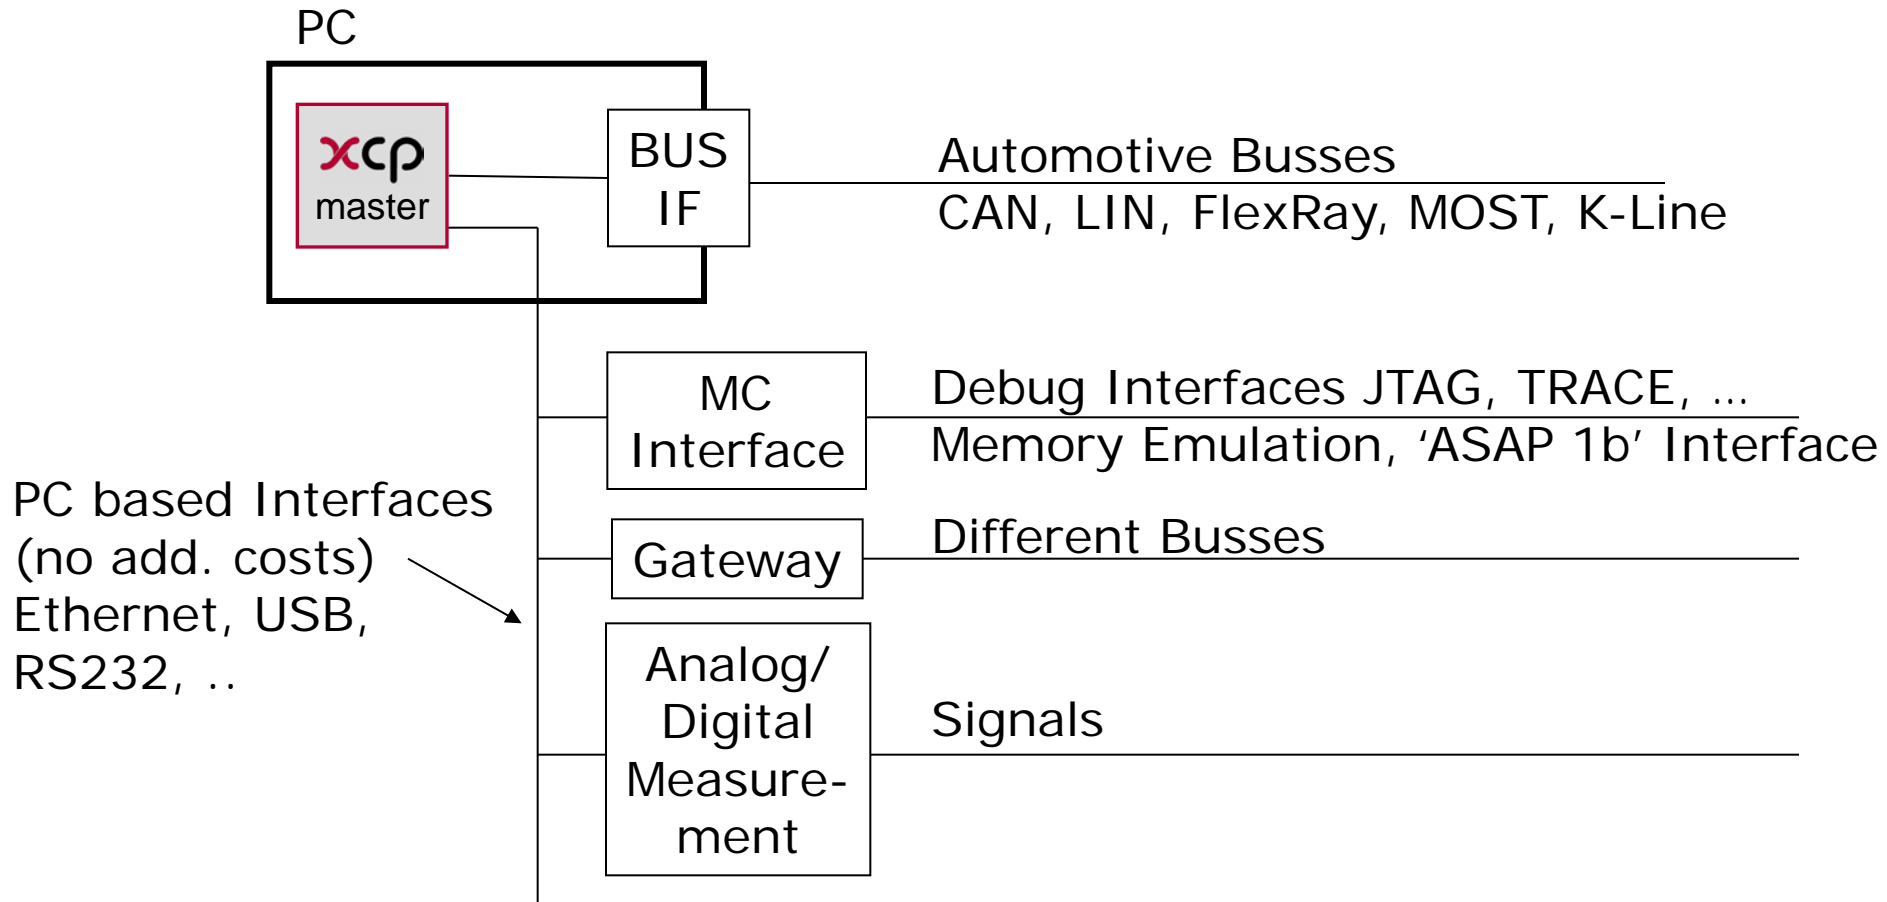 PC
xcp
master
BUS
IF
Automotive Busses
CAN, LIN, FlexRay, MOST, K-Line
MC
Interface
Debug Interfaces JTAG, TRACE, ...
Memory Emulation, ‘ASAP 1b’ Interface
PC based Interfaces
(no add. costs)
Ethernet, USB,
RS232, ..
Gateway
Different Busses
Analog/
Digital
Measure-
ment
Signals